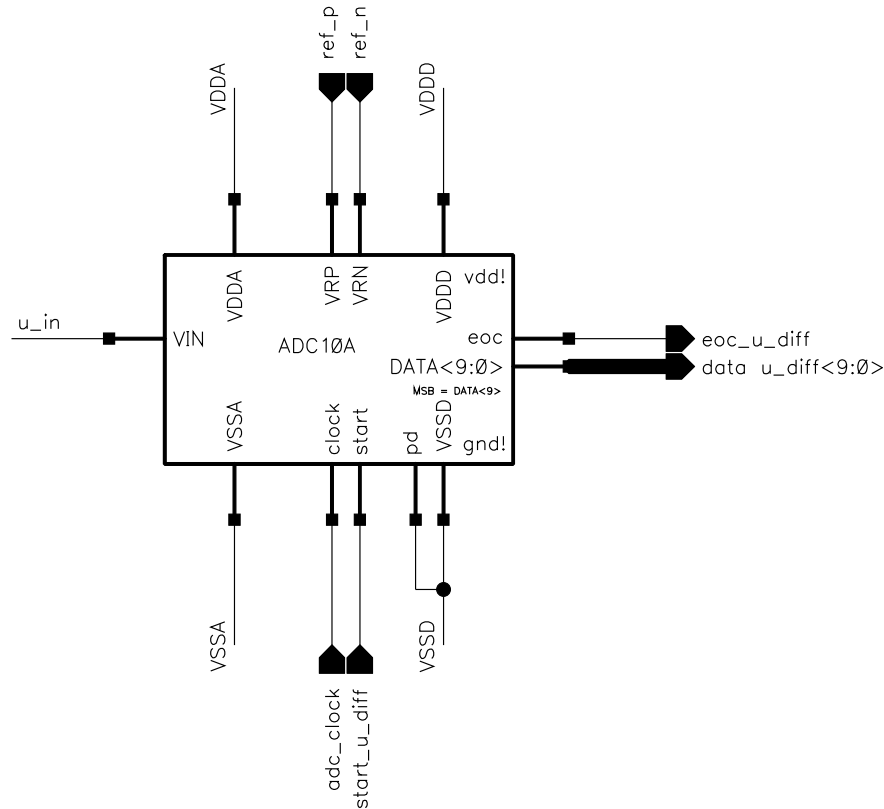 ref_p
ref_n
VDDA
VDDD
VDDA
VRP
VRN
VDDD
vdd!
u_in
VIN
ADC10A
eoc
eoc_u_diff
DATA<9:0>
data u_diff<9:0>
MSB = DATA<9>
VSSA
clock
start
pd
VSSD
gnd!
VSSA
VSSD
adc_clock
start_u_diff